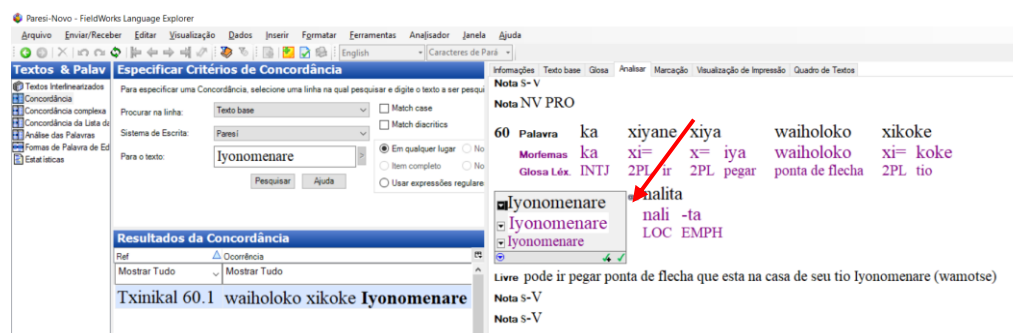 Paresi-Novo - FieldWorks Language Explorer
Arquivo Enviar/Receber Editar Visualização Dados Inserir Formatar Ferramentas Analisador Janela Ajuda
English Caracteres de Pará
Textos & Palav
Textos Interlinearizados
Concordância
Concordância complexa
Concordância da Lista da
Análise das Palavras
Formas de Palavra de Ed
Estatísticas
Especificar Critérios de Concordância
Para especificar uma Concordância, selecione uma linha na qual pesquisar e digite o texto a ser pesqui
Procurar na linha: Texto base Match case
Match diacritics
Sistema de Escrita: Paresí
Em qualquer lugar No
Para o texto: Iyonomenare
Item completo No
Usar expressões regulare
Pesquisar Ajuda
Resultados da Concordância
Ref Ocorrência
Mostrar Tudo Mostrar Tudo
Txinikal 60.1 waiholoko xikoke Iyonomenare
Infomações Texto base Glosa Analisar Marcação Visualização de Impressão Quadro de Textos
Nota S-V
Nota NV PRO
60 Palavra ka xiyane xiya waiholoko xikoke
Morfemas ka xi= x= iya waiholoko xi= koke
Glosa Léx. INTJ 2PL ir 2PL pegar ponta de flecha 2PL tio
Iyonomenare nalita
Iyonomenare nali -ta
Iyonomenare LOC EMPH
Livre pode ir pegar ponta de flecha que esta na casa de seu tio Iyonomenare (wamotse)
Nota S-V
Nota S-V